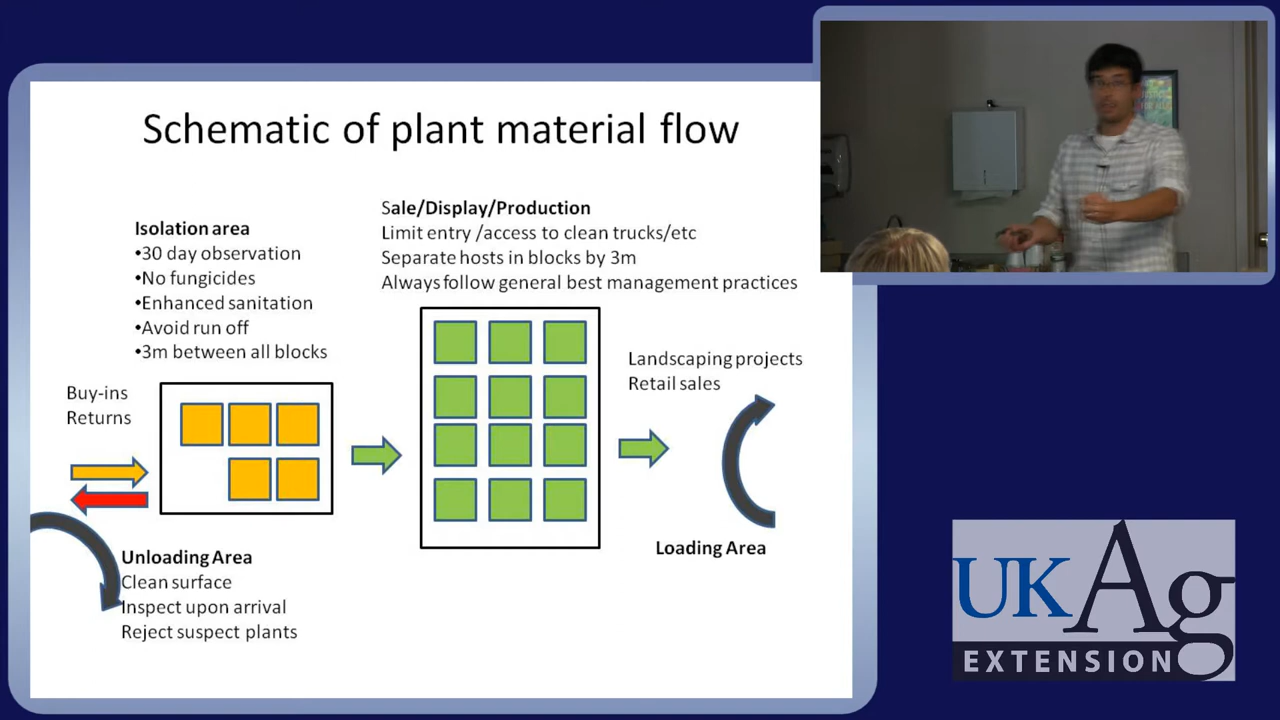 Schematic of plant material flow
Isolation area
•30 day observation
•No fungicides
•Enhanced sanitation
•Avoid run off
•3m between all blocks
Sale/Display/Production
Limit entry /access to clean trucks/etc
Separate hosts in blocks by 3m
Always follow general best management practices
Buy-ins
Returns
Landscaping projects
Retail sales
Unloading Area
Clean surface
Inspect upon arrival
Reject suspect plants
Loading Area
UKAg
EXTENSION